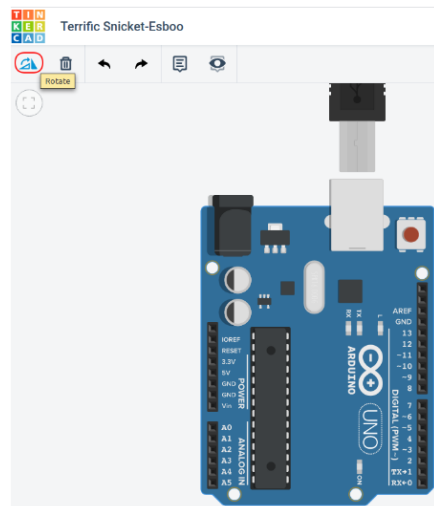 TIN
KER
CAD
Terrific Snicket-Esboo
Rotate
RX
TX
L
AREF
GND
13
12
~11
~10
~9
8
7
~6
~5
4
~3
2
TX→1
RX←0
IOREF
RESET
3.3V
5V
GND
GND
Vin
POWER
A0
A1
A2
A3
A4
A5
ANALOG IN
ARDUINO
UNO
DIGITAL (PWM ~)
ON